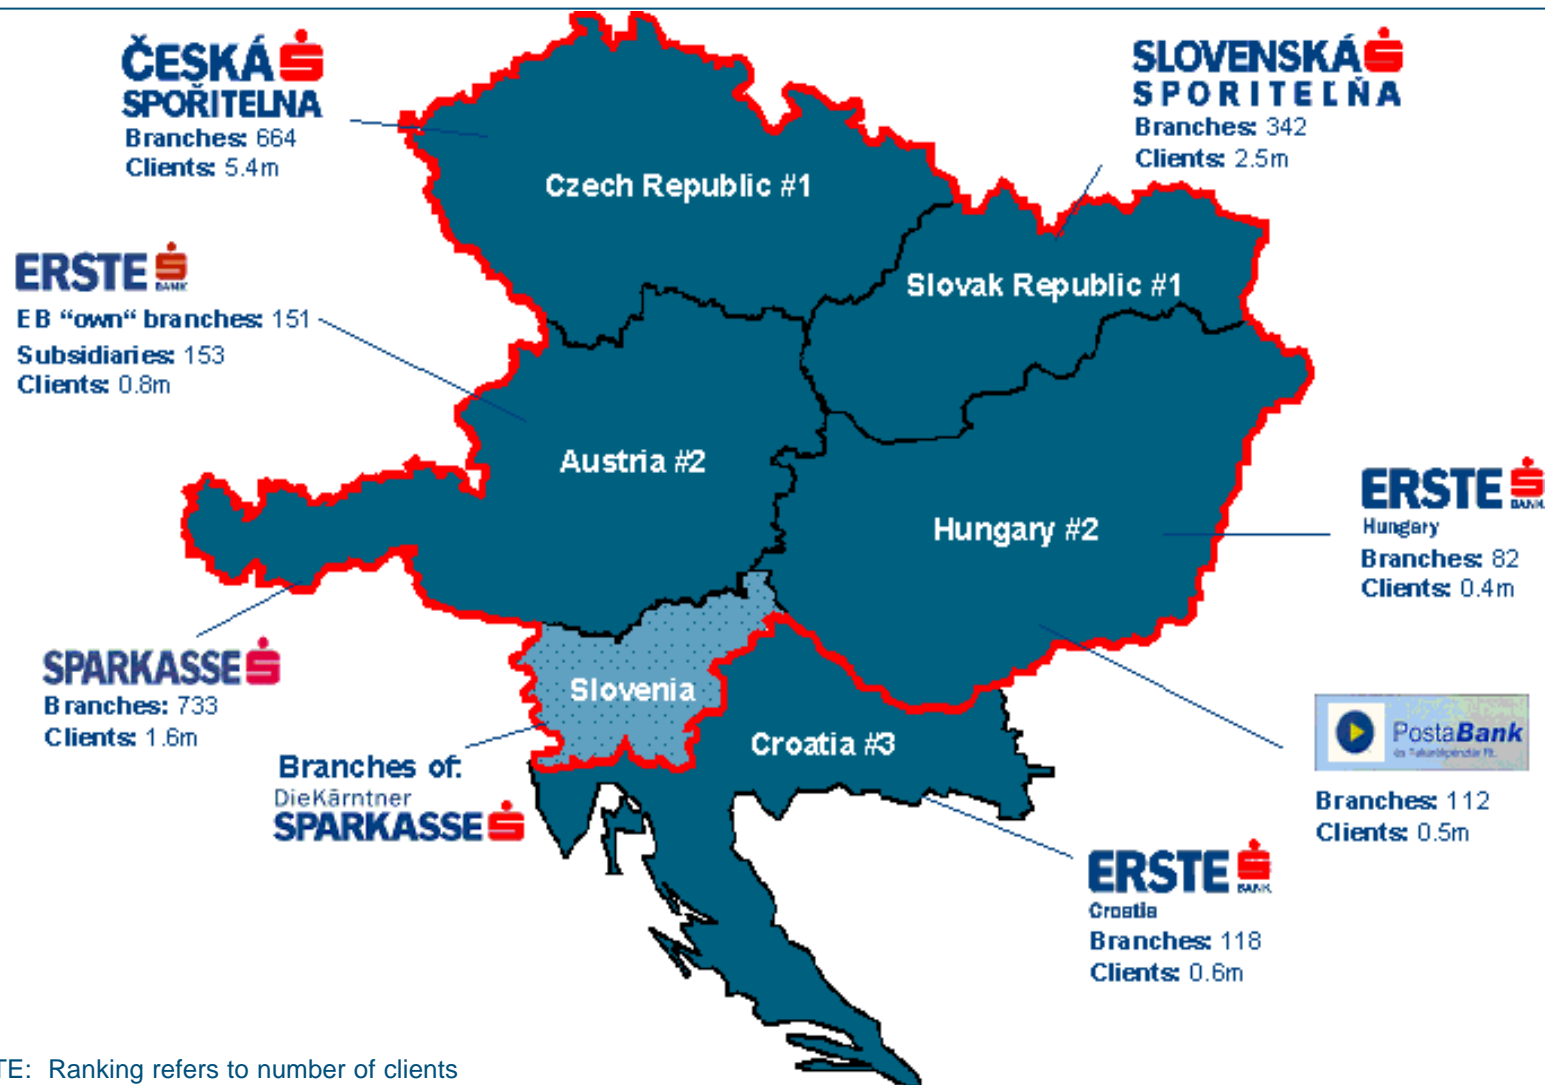 ČESKÁ
SPOŘITELNA
Branches: 664
Clients: 5.4m
SLOVENSKÁ
SPORITEĽŇA
Branches: 342
Clients: 2.5m
Czech Republic #1
Slovak Republic #1
ERSTE
BANK
EB “own“ branches: 151
Subsidiaries: 153
Clients: 0.8m
Austria #2
Hungary #2
ERSTE
BANK
Hungary
Branches: 82
Clients: 0.4m
SPARKASSE
Branches: 733
Clients: 1.6m
Slovenia
Croatia #3
Branches of:
DieKärntner
SPARKASSE
PostaBank
Branches: 112
Clients: 0.5m
ERSTE
BANK
Croatia
Branches: 118
Clients: 0.6m
TE: Ranking refers to number of clients